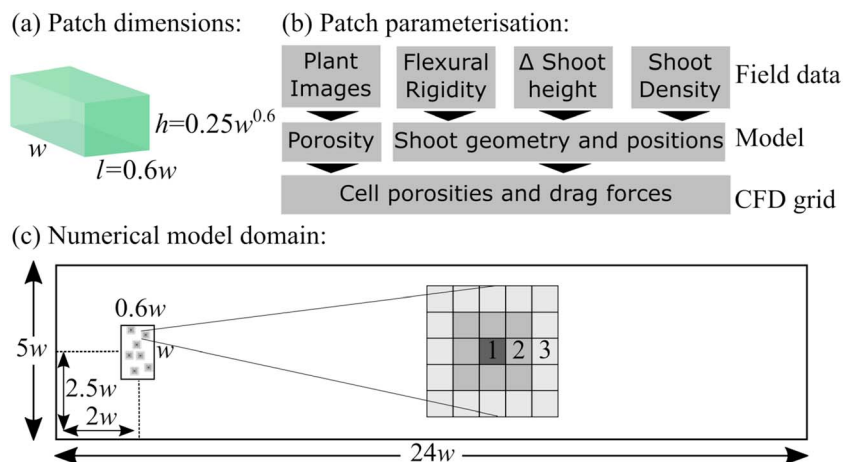 (a) Patch dimensions:
w
l=0.6w
h=0.25w^0.6
(b) Patch parameterisation:
Plant Images
Flexural Rigidity
Δ Shoot height
Shoot Density
Field data
Porosity
Shoot geometry and positions
Model
Cell porosities and drag forces
CFD grid
(c) Numerical model domain:
0.6w
w
5w
2.5w
2w
1 2 3
24w